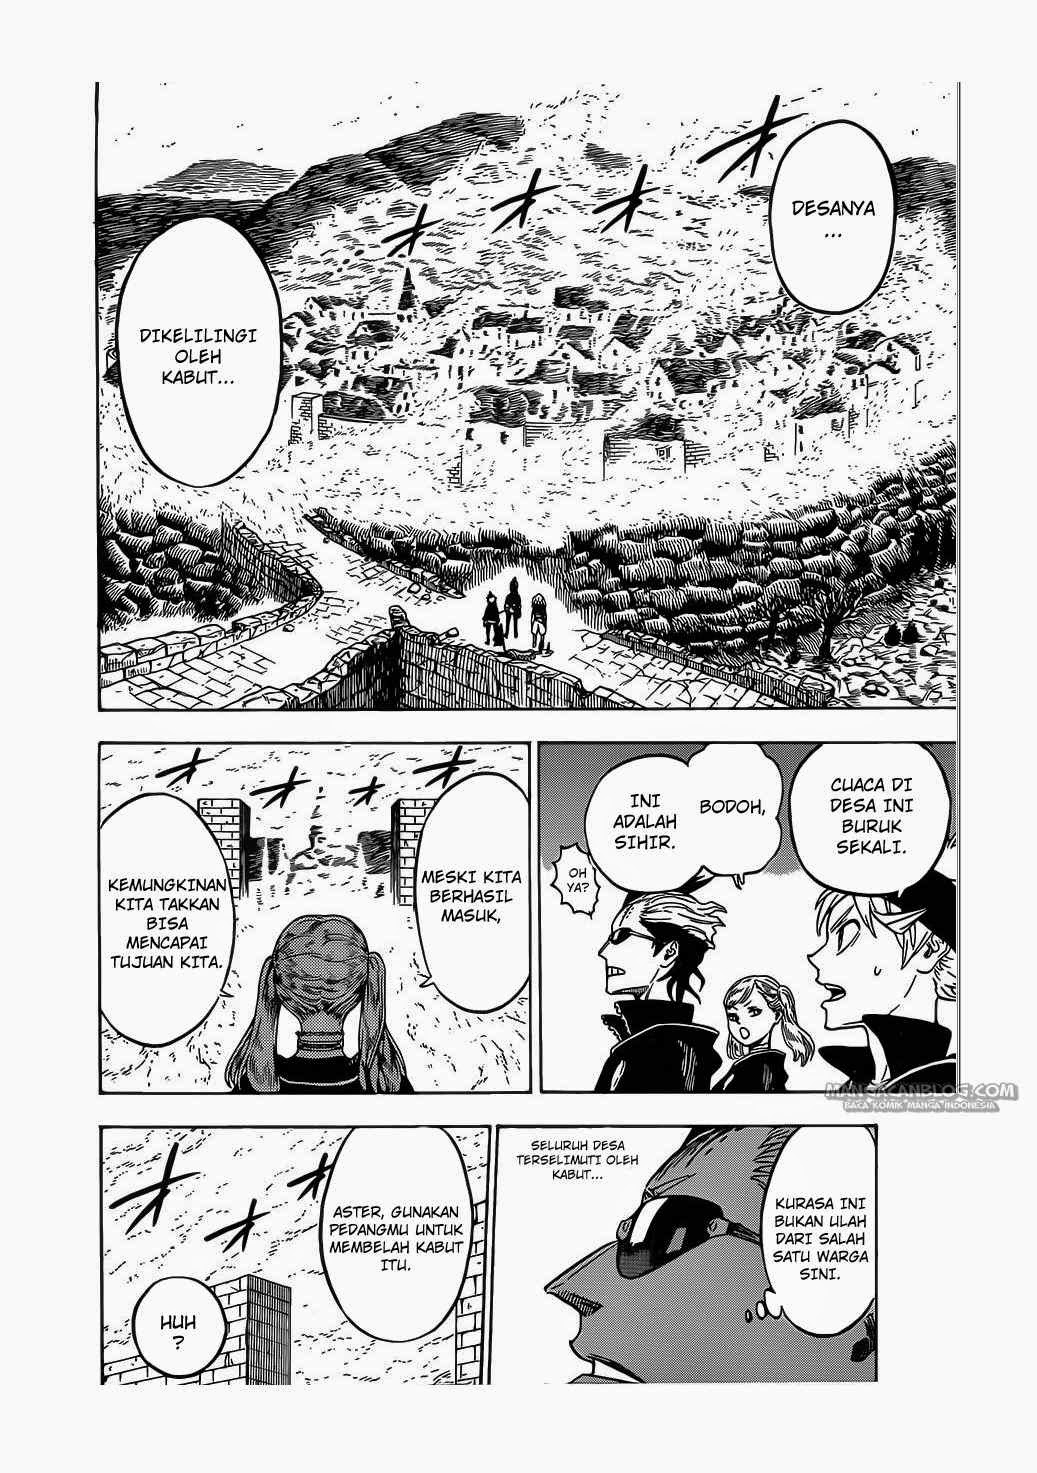 DESANYA
...
DIKELILINGI
OLEH
KABUT...
CUACA DI
DESA INI
BURUK
SEKALI.
BODOH,
INI
ADALAH
SIHIR.
OH
YA?
MESKI KITA
BERHASIL
MASUK,
KEMUNGKINAN
KITA TAKKAN
BISA
MENCAPAI
TUJUAN KITA.
MANGACANBLOG.COM
BACA KOMIK MANGA INDONESIA
SELURUH DESA
TERSELIMUTI OLEH
KABUT...
KURASA INI
BUKAN ULAH
DARI SALAH
SATU WARGA
SINI.
ASTER, GUNAKAN
PEDANGMU UNTUK
MEMBELAH KABUT
ITU.
HUH
?